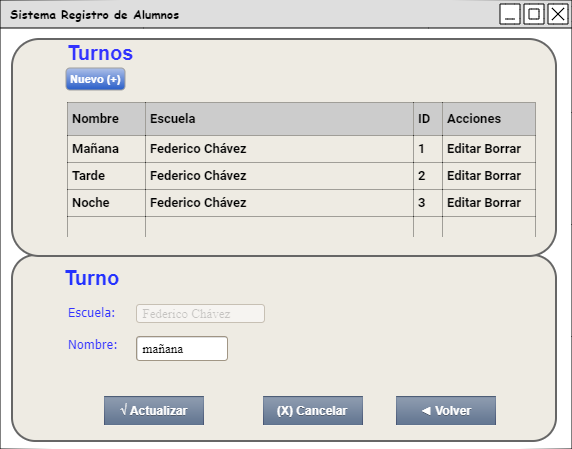 Sistema Registro de Alumnos
Turnos
Nuevo (+)
Nombre Escuela ID Acciones
Mañana Federico Chávez 1 Editar Borrar
Tarde Federico Chávez 2 Editar Borrar
Noche Federico Chávez 3 Editar Borrar
Turno
Escuela: Federico Chávez
Nombre: mañana
√ Actualizar (X) Cancelar ◄ Volver